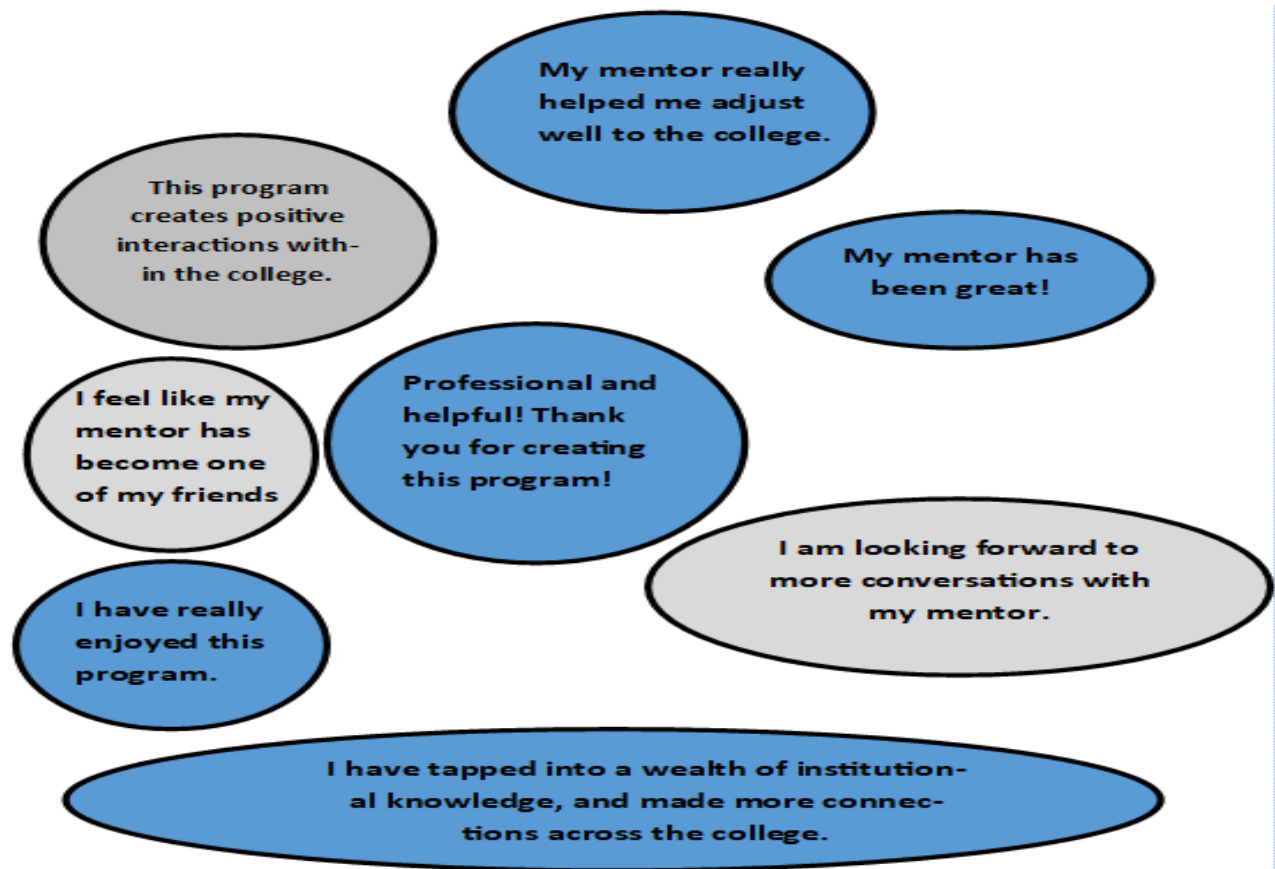 My mentor really
helped me adjust
well to the college.
This program
creates positive
interactions with-
in the college.
My mentor has
been great!
I feel like my
mentor has
become one
of my friends
Professional and
helpful! Thank
you for creating
this program!
I am looking forward to
more conversations with
my mentor.
I have really
enjoyed this
program.
I have tapped into a wealth of institution-
al knowledge, and made more connec-
tions across the college.